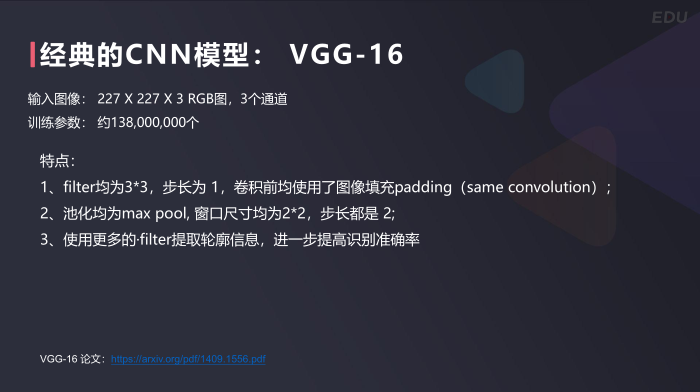 EDU
经典的CNN模型： VGG-16
输入图像： 227 X 227 X 3 RGB图，3个通道
训练参数： 约138,000,000个
特点：
1、filter均为3*3，步长为 1，卷积前均使用了图像填充padding（same convolution）;
2、池化均为max pool, 窗口尺寸均为2*2，步长都是 2;
3、使用更多的·filter提取轮廓信息，进一步提高识别准确率
VGG-16 论文：https://arxiv.org/pdf/1409.1556.pdf